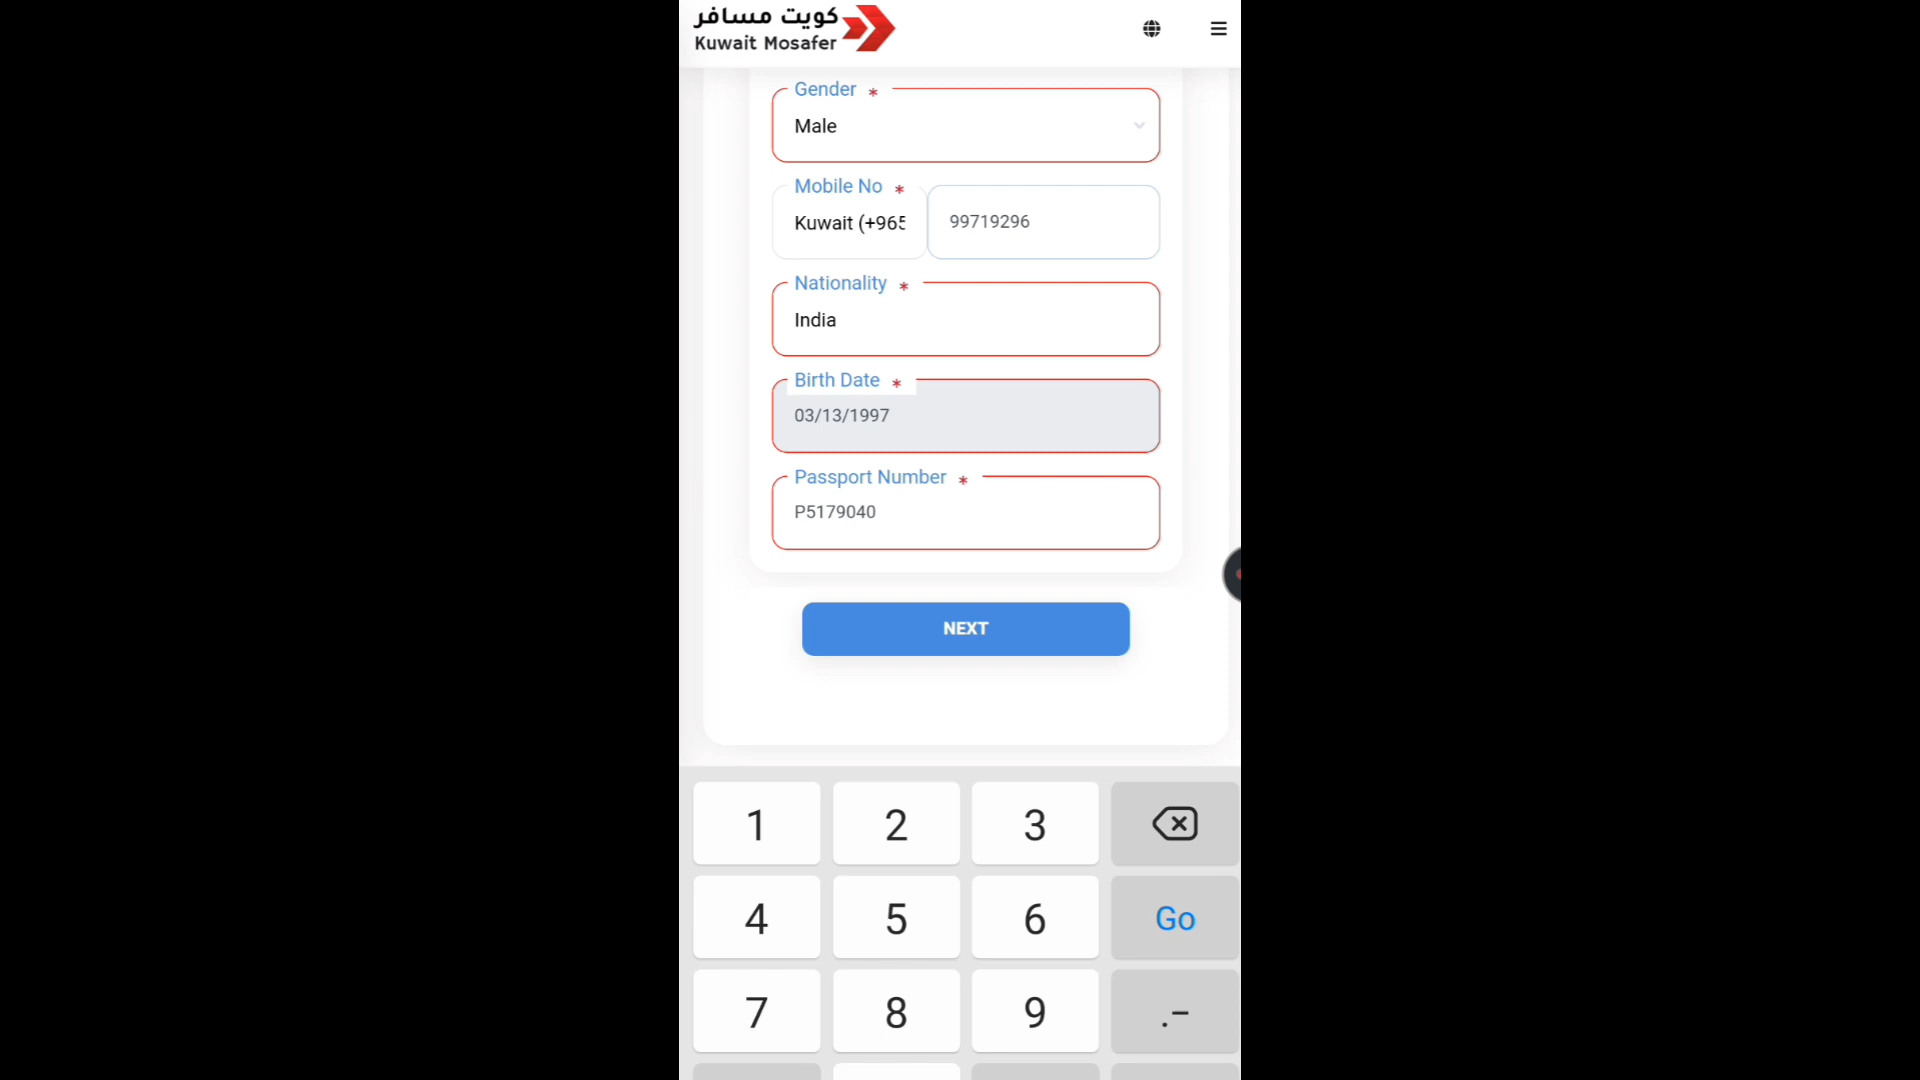 كويت مسافر
Kuwait Mosafer
Gender *
Male
Mobile No *
Kuwait (+965
99719296
Nationality *
India
Birth Date *
03/13/1997
Passport Number *
P5179040
NEXT
1 2 3
4 5 6 Go
7 8 9 .-